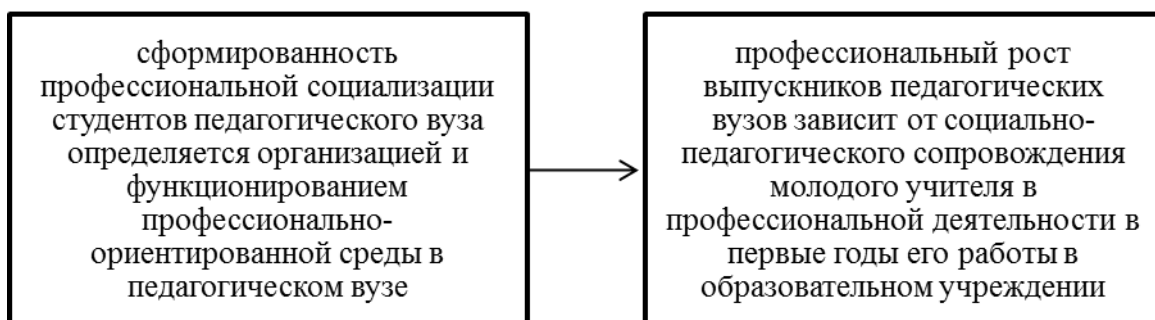 сформированность
профессиональной социализации
студентов педагогического вуза
определяется организацией и
функционированием
профессионально-
ориентированной среды в
педагогическом вузе
профессиональный рост
выпускников педагогических
вузов зависит от социально-
педагогического сопровождения
молодого учителя в
профессиональной деятельности в
первые годы его работы в
образовательном учреждении